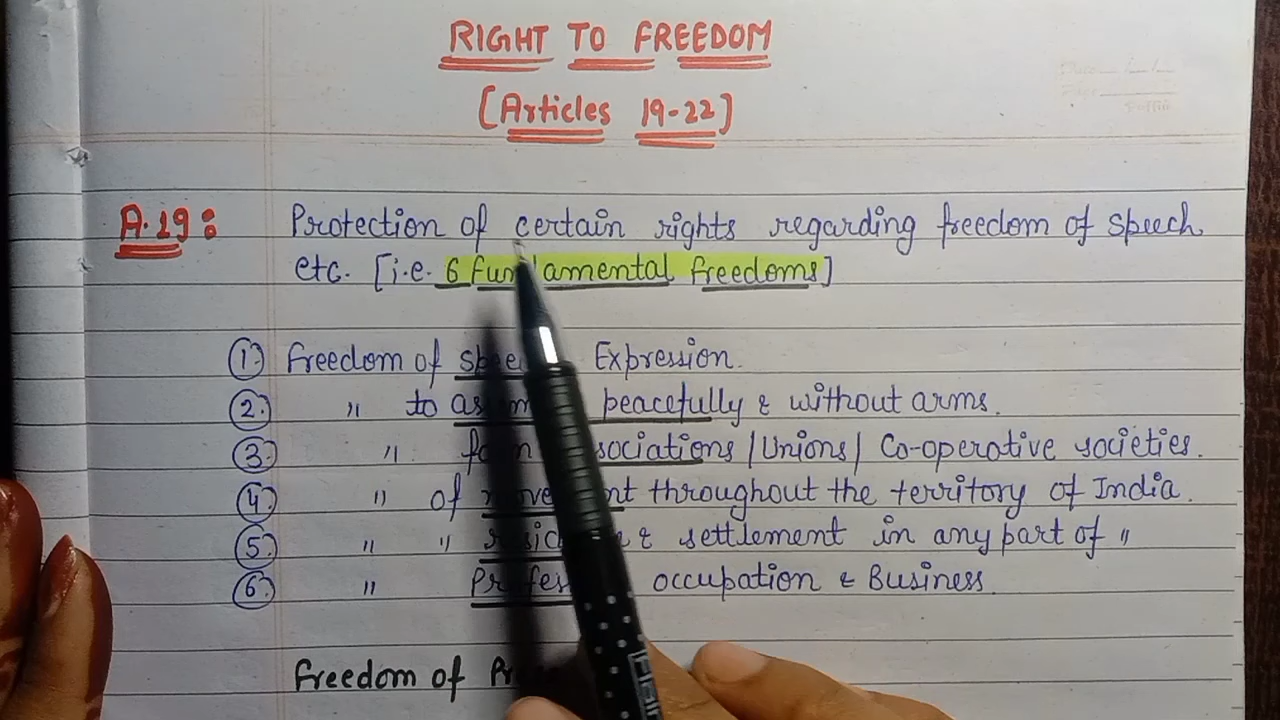 RIGHT TO FREEDOM
[Articles 19-22]
A.19: Protection of certain rights regarding freedom of speech
etc. [i.e. 6 fundamental freedoms]
1) Freedom of Expression.
2. " to peacefully & without arms.
3. " /Unions/ Co-operative societies.
4. " of throughout the territory of India.
5. " " & settlement in any part of "
6. " occupation & Business.
Freedom of